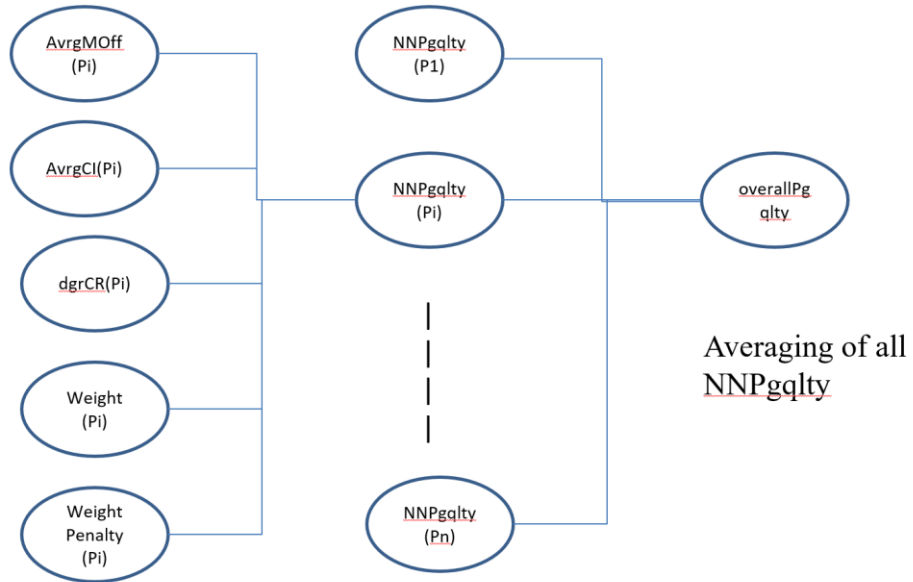 AvrgMOff
(Pi)
AvrgCI(Pi)
dgrCR(Pi)
Weight
(Pi)
Weight
Penalty
(Pi)
NNPgqlty
(P1)
NNPgqlty
(Pi)
NNPgqlty
(Pn)
overallPg
qlty
Averaging of all
NNPgqlty